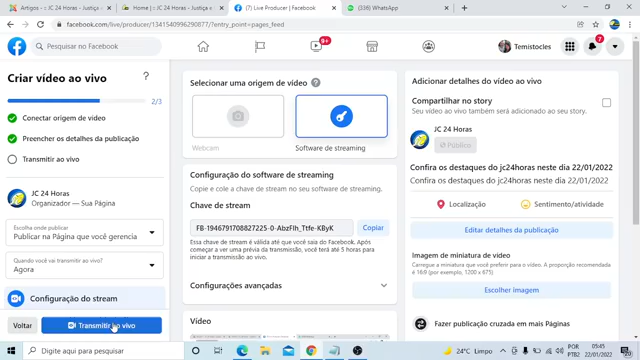 Artigos - :: JC 24 Horas - Justiça e
Home | :: JC 24 Horas - Justiça e
(7) Live Producer | Facebook
(336) WhatsApp
facebook.com/live/producer/1341540996290877/?entry_point=pages_feed
Pesquise no Facebook
9+
Temistocles
7
Criar vídeo ao vivo
?
2/3
Conectar origem de vídeo
Preencher os detalhes da publicação
Transmitir ao vivo
JC 24 Horas
Organizador — Sua Página
Escolha onde publicar
Publicar na Página que você gerencia
Quando você vai transmitir ao vivo?
Agora
Configuração do stream
Voltar
Transmitir ao vivo
Selecionar uma origem de vídeo
Webcam
Software de streaming
Configuração do software de streaming
Copie e cole a chave de stream no seu software de streaming.
Chave de stream
Copiar
Essa chave de stream é válida até que você saia do Facebook. Após
começar a ver uma prévia da transmissão, você terá até 5 horas para
iniciar a transmissão ao vivo.
Configurações avançadas
Vídeo
Adicionar detalhes do vídeo ao vivo
Compartilhar no story
Seu vídeo ao vivo também será adicionado ao seu story.
JC 24 Horas
Público
Confira os destaques do jc24horas neste dia 22/01/2022
Confira os destaques do jc24horas neste dia 22/01/2022
Localização
Sentimento/atividade
Editar detalhes da publicação
Imagem de miniatura de vídeo
Carregue a miniatura que você preferir para o vídeo. A proporção recomendada
é 16:9 (por exemplo, 1200 x 675)
Escolher imagem
Fazer publicação cruzada em mais Páginas
Digite aqui para pesquisar
24°C Limpo
POR
PTB2
05:45
22/01/2022